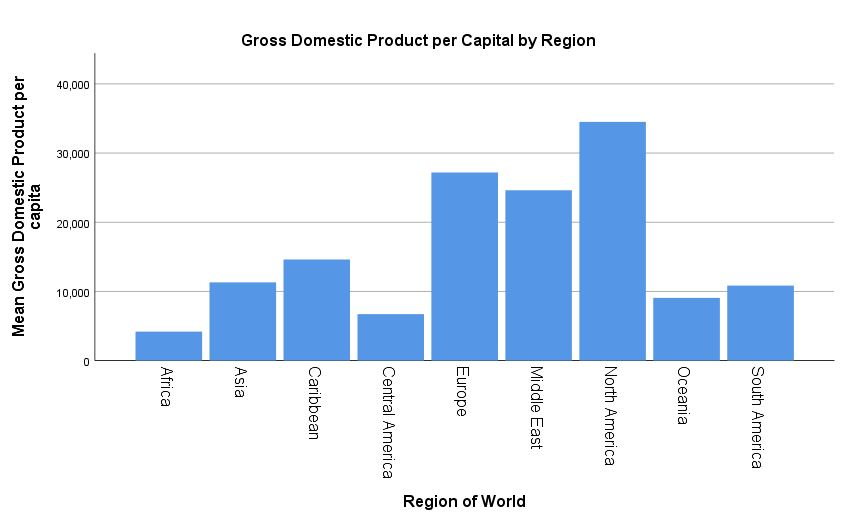 Gross Domestic Product per Capital by Region
Mean Gross Domestic Product per
capita
40,000
30,000
20,000
10,000
0
Africa
Asia
Caribbean
Central America
Europe
Middle East
North America
Oceania
South America
Region of World